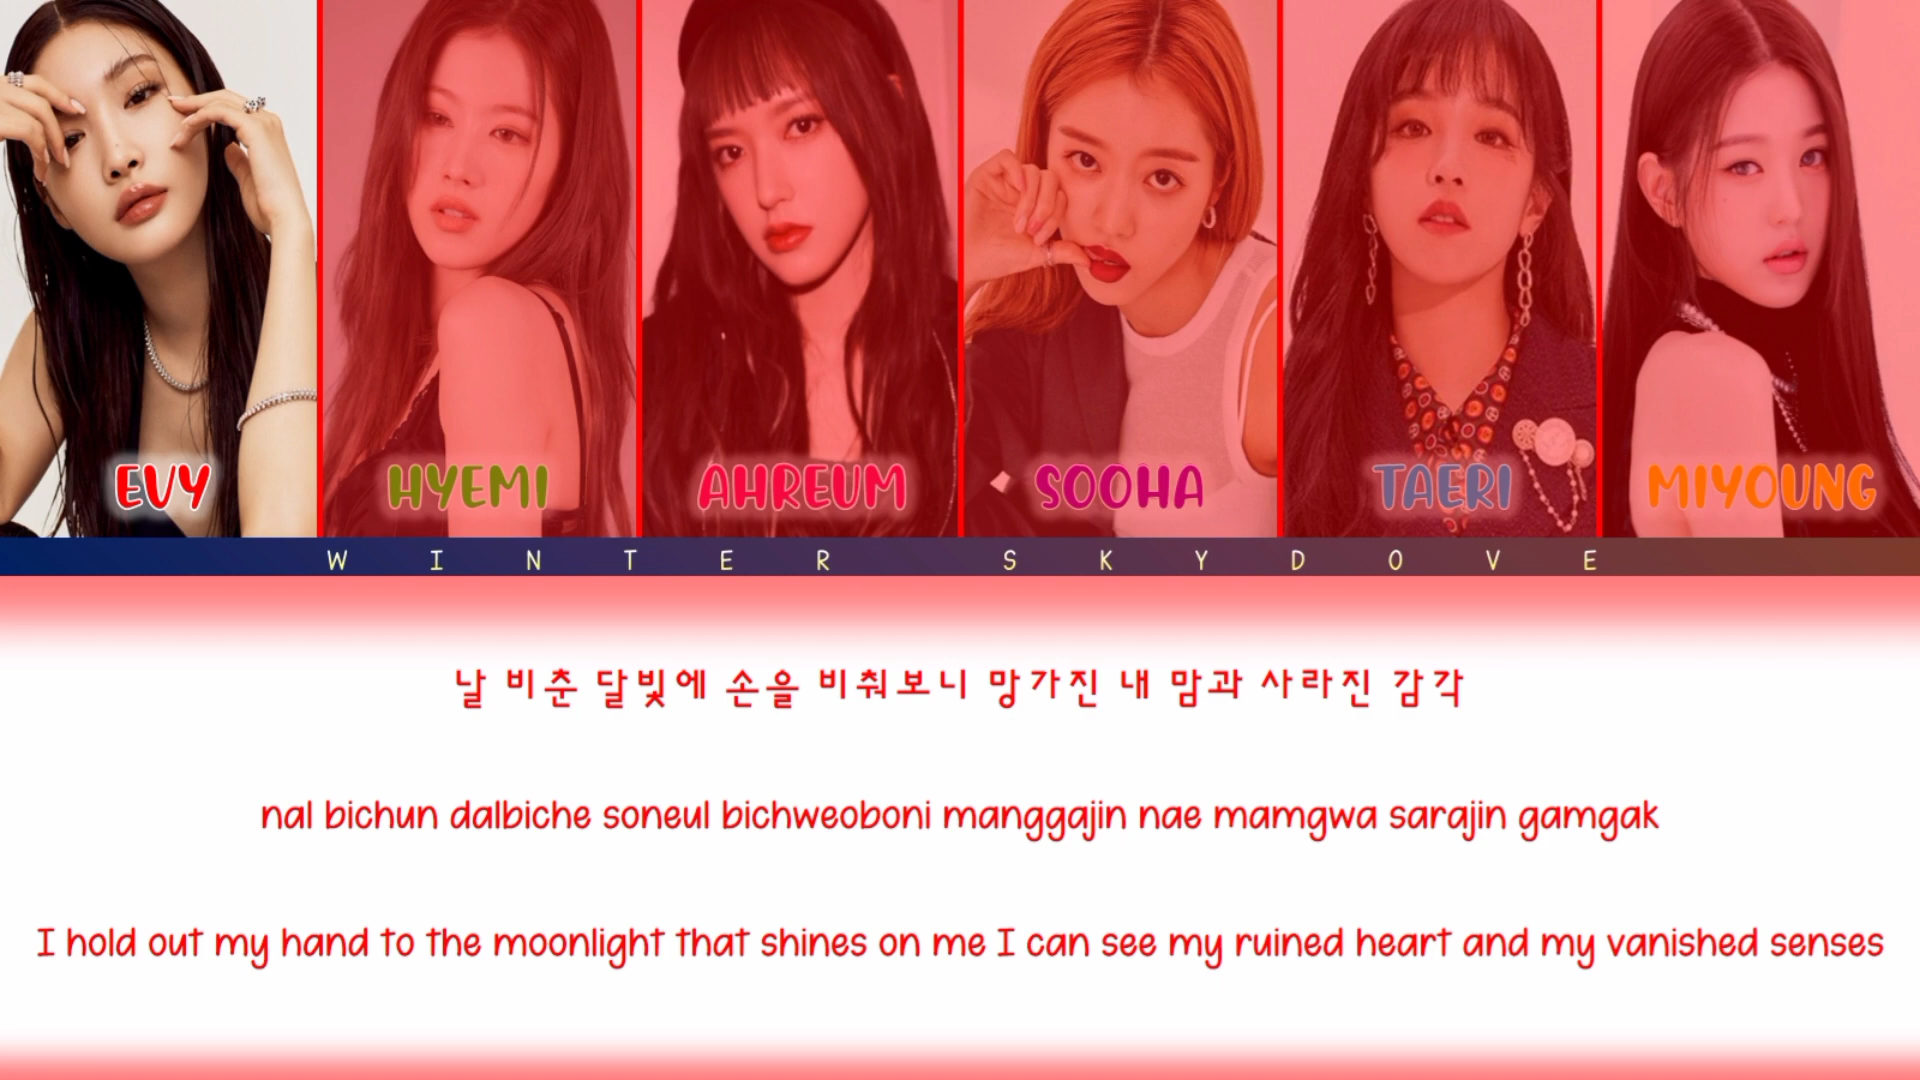 EVY HYEMI AHREUM SOOHA TAERI MIYOUNG
WINTER SKYDOVE
날 비춘 달빛에 손을 비춰보니 망가진 내 맘과 사라진 감각
nal bichun dalbiche soneul bichweoboni manggajin nae mamgwa sarajin gamgak
I hold out my hand to the moonlight that shines on me I can see my ruined heart and my vanished senses